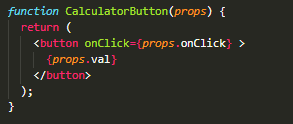 function CalculatorButton(props) {
  return (
    <button onClick={props.onClick} >
      {props.val}
    </button>
  );
}